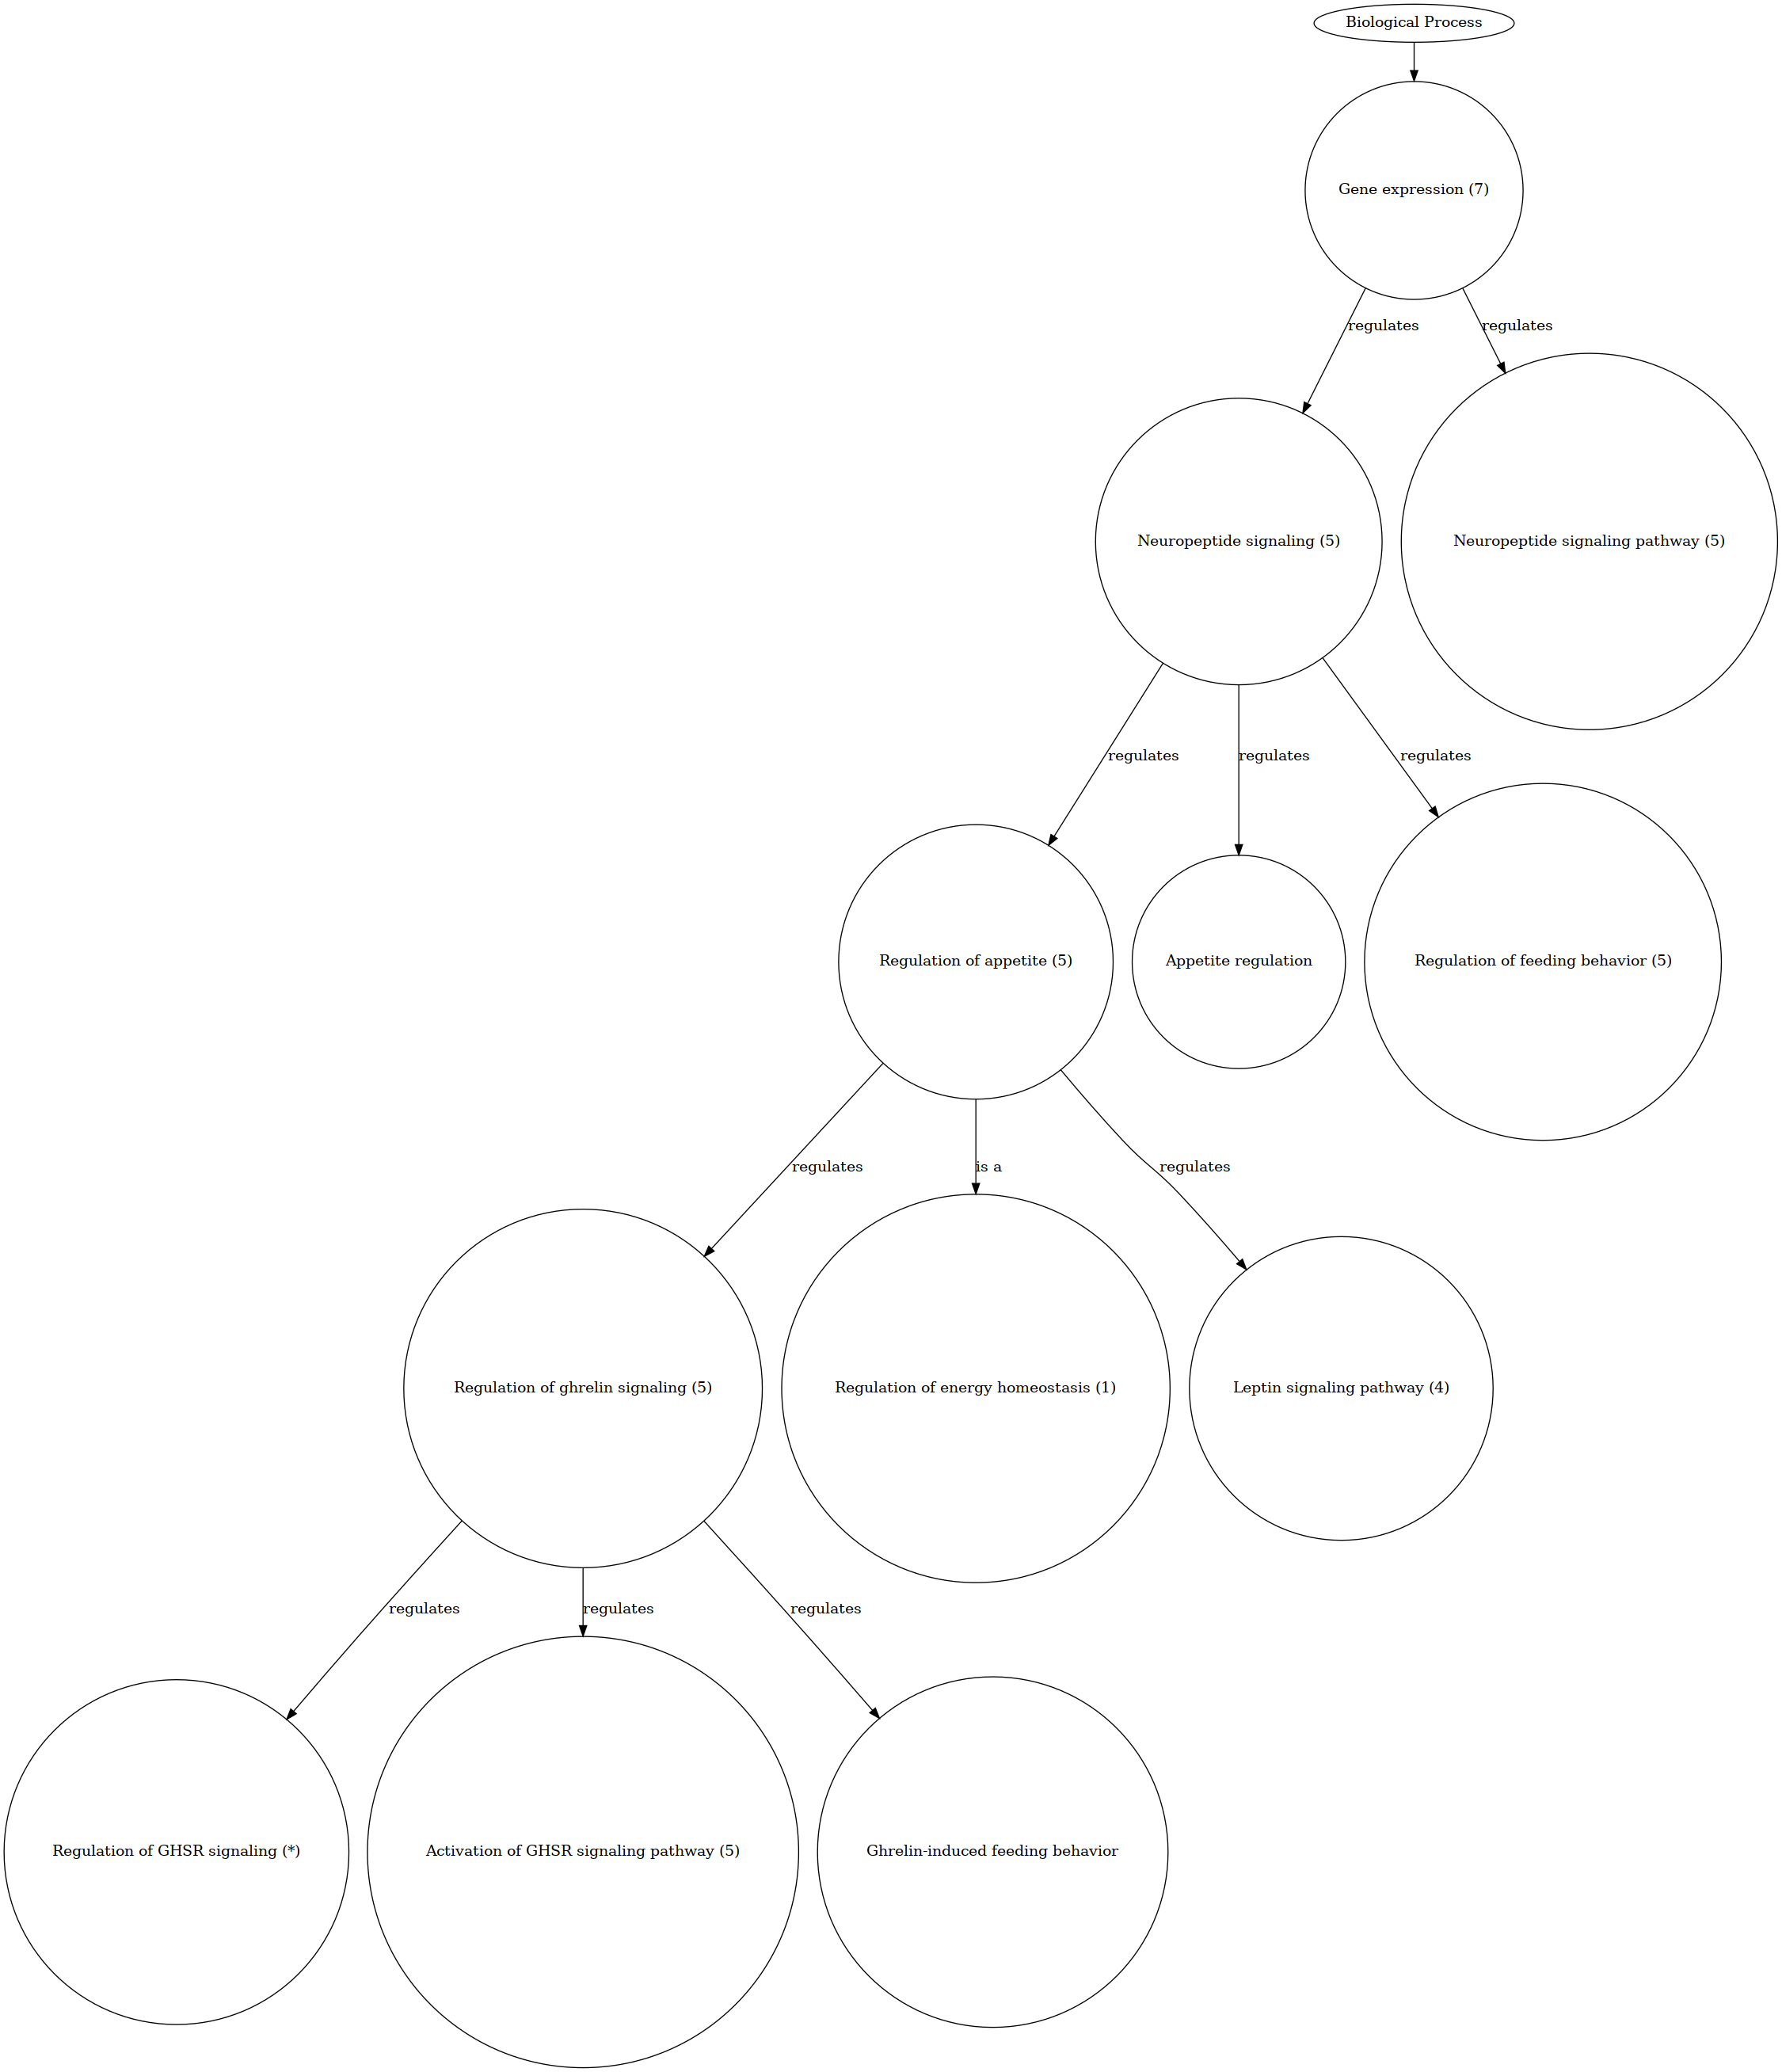 Biological Process
Gene expression (7)
regulates
regulates
Neuropeptide signaling (5)
Neuropeptide signaling pathway (5)
regulates
regulates
regulates
Regulation of appetite (5)
Appetite regulation
Regulation of feeding behavior (5)
regulates
is a
regulates
Regulation of ghrelin signaling (5)
Regulation of energy homeostasis (1)
Leptin signaling pathway (4)
regulates
regulates
regulates
Regulation of GHSR signaling (*)
Activation of GHSR signaling pathway (5)
Ghrelin-induced feeding behavior